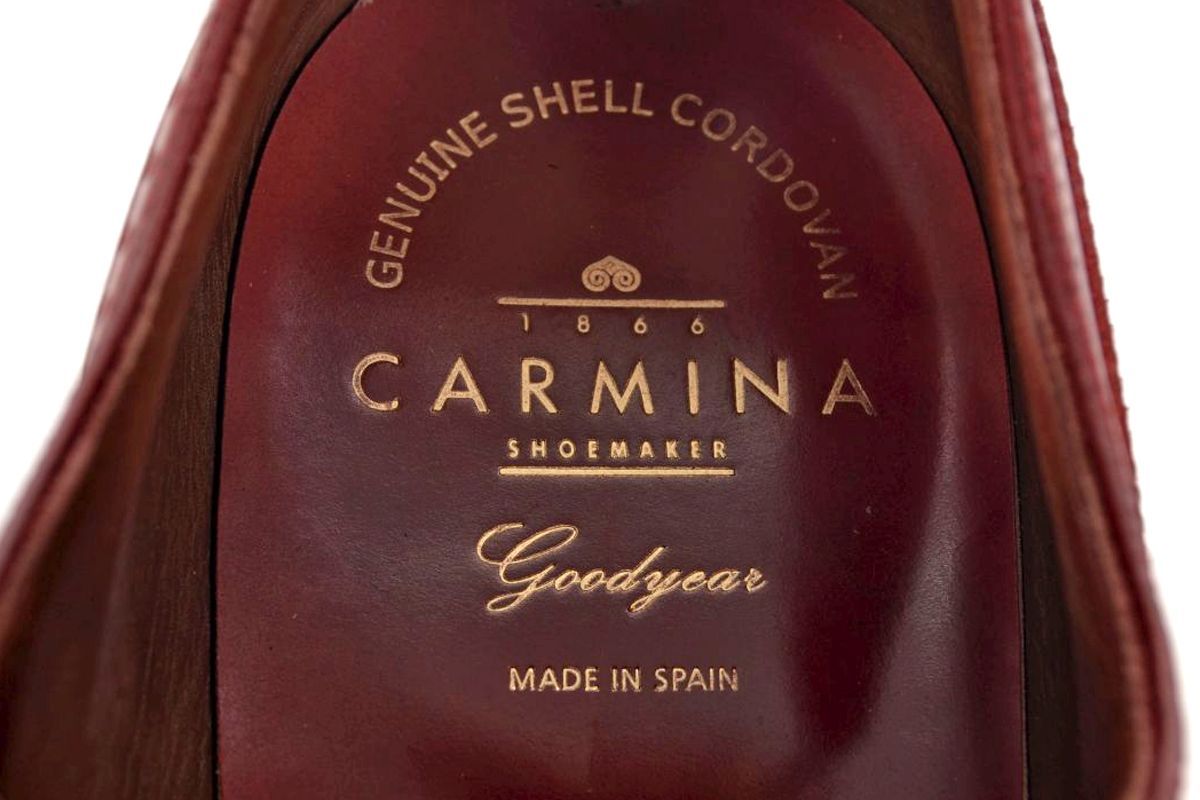 GENUINE SHELL CORDOVAN
1866
CARMINA
SHOEMAKER
Goodyear
MADE IN SPAIN